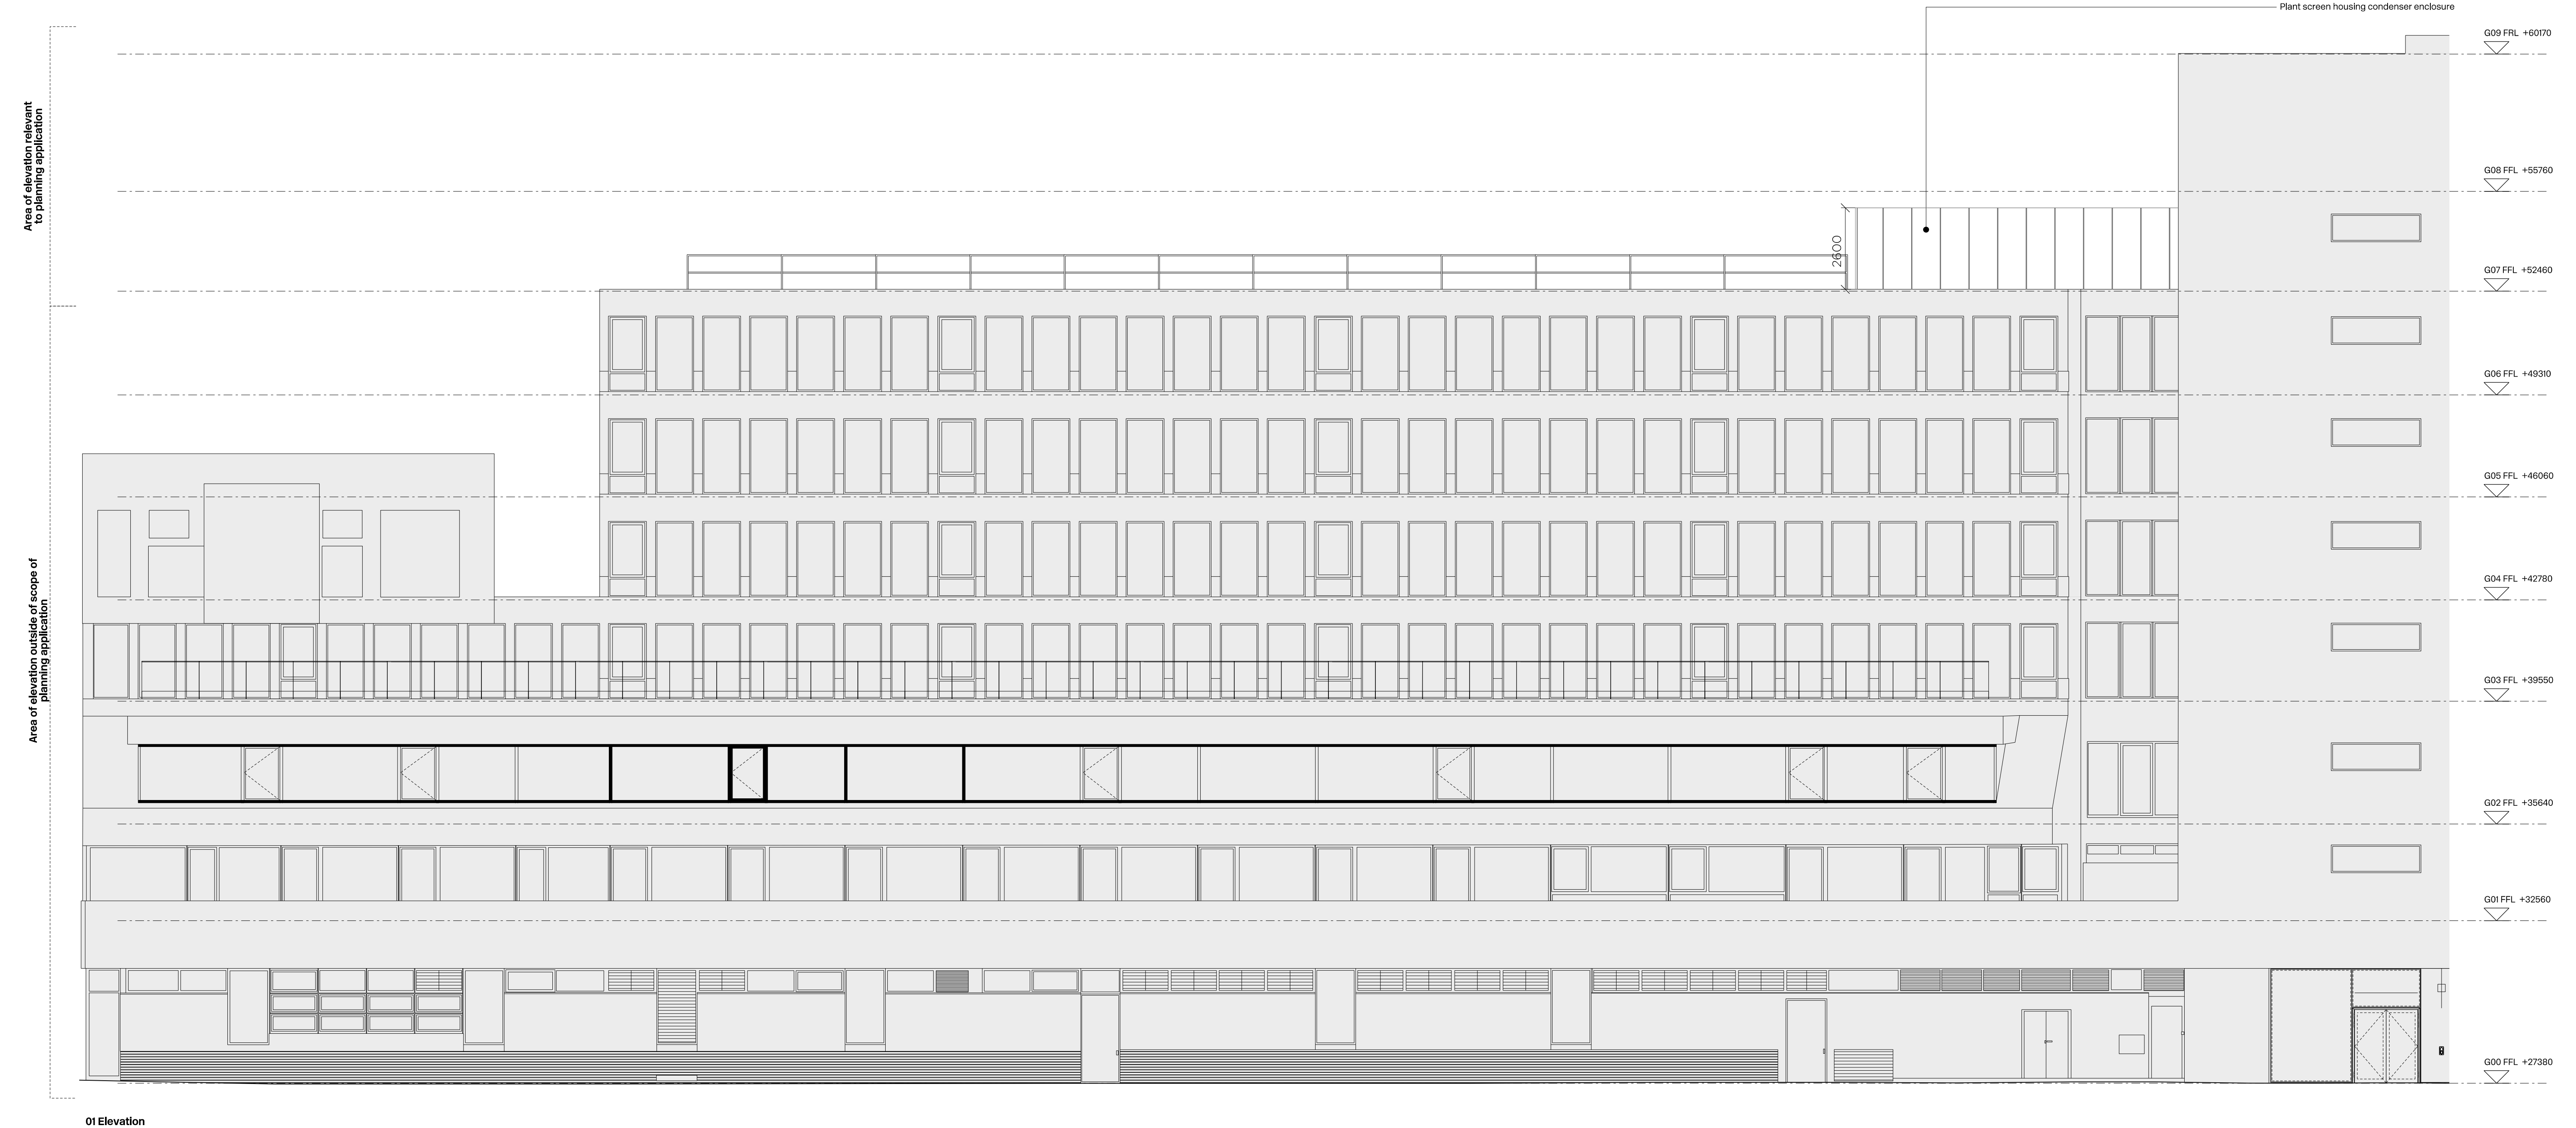 Plant screen housing condenser enclosure
G09 FRL +60170
Area of elevation relevant
to planning application
G08 FFL +55760
2600
G07 FFL +52460
G06 FFL +49310
G05 FFL +46060
G04 FFL +42780
Area of elevation outside of scope of
planning application
G03 FFL +39550
G02 FFL +35640
G01 FFL +32560
G00 FFL +27380
01 Elevation